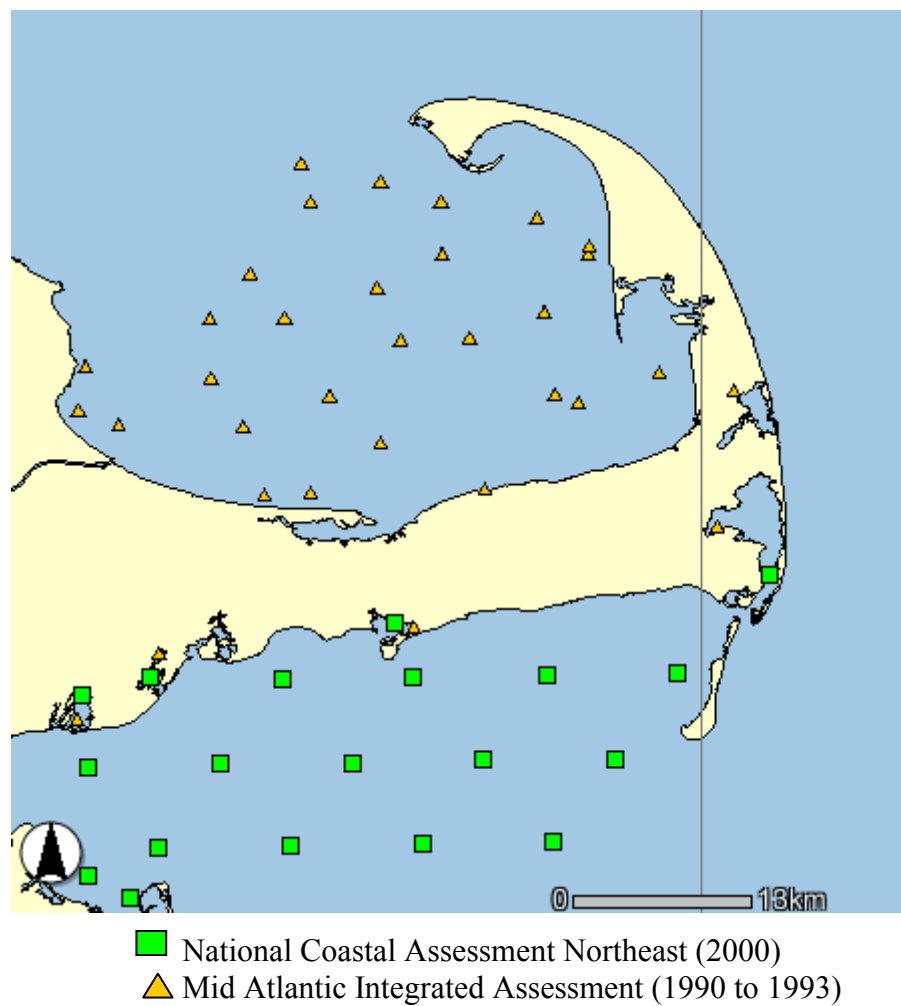 0 13km
National Coastal Assessment Northeast (2000)
Mid Atlantic Integrated Assessment (1990 to 1993)